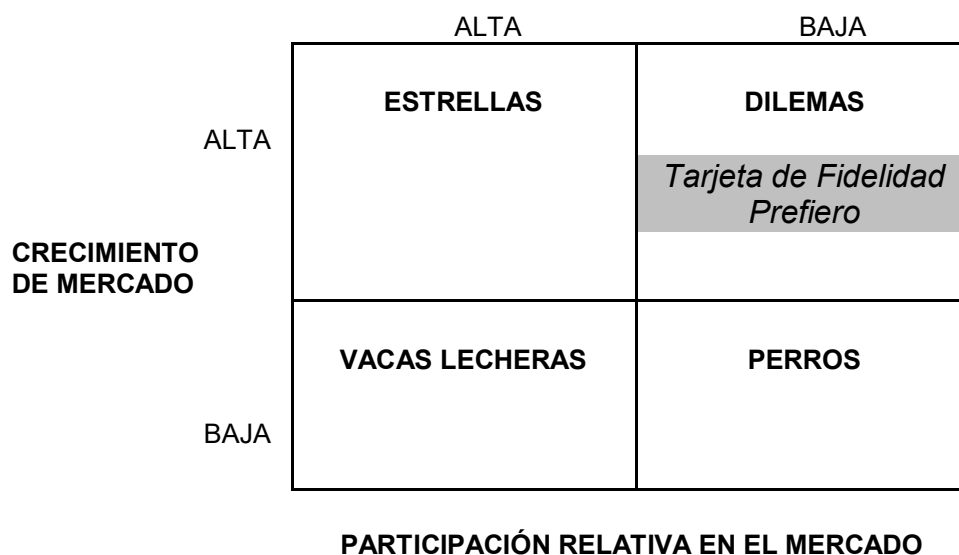 ALTA BAJA
ESTRELLAS DILEMAS
ALTA
Tarjeta de Fidelidad
Prefiero
CRECIMIENTO
DE MERCADO
VACAS LECHERAS PERROS
BAJA
PARTICIPACIÓN RELATIVA EN EL MERCADO